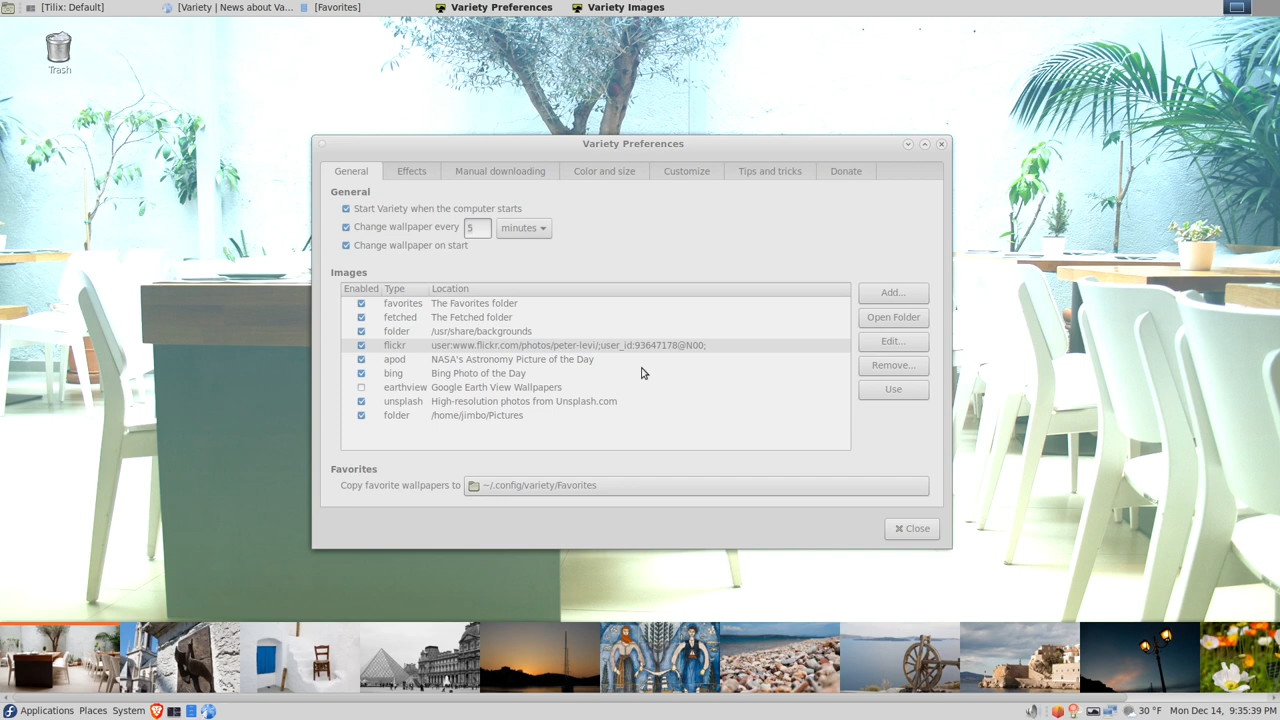 [Tilix: Default]
[Variety | News about Va...
[Favorites]
Variety Preferences
Variety Images
Trash
Variety Preferences
General
Effects
Manual downloading
Color and size
Customize
Tips and tricks
Donate
General
Start Variety when the computer starts
Change wallpaper every 5 minutes
Change wallpaper on start
Images
Enabled Type Location
favorites The Favorites folder
fetched The Fetched folder
folder /usr/share/backgrounds
flickr user:www.flickr.com/photos/peter-levi/;user_id:93647178@N00;
apod NASA's Astronomy Picture of the Day
bing Bing Photo of the Day
earthview Google Earth View Wallpapers
unsplash High-resolution photos from Unsplash.com
folder /home/jimbo/Pictures
Add...
Open Folder
Edit...
Remove...
Use
Favorites
Copy favorite wallpapers to ~/.config/variety/Favorites
Close
Applications Places System
30 °F Mon Dec 14, 9:35:39 PM